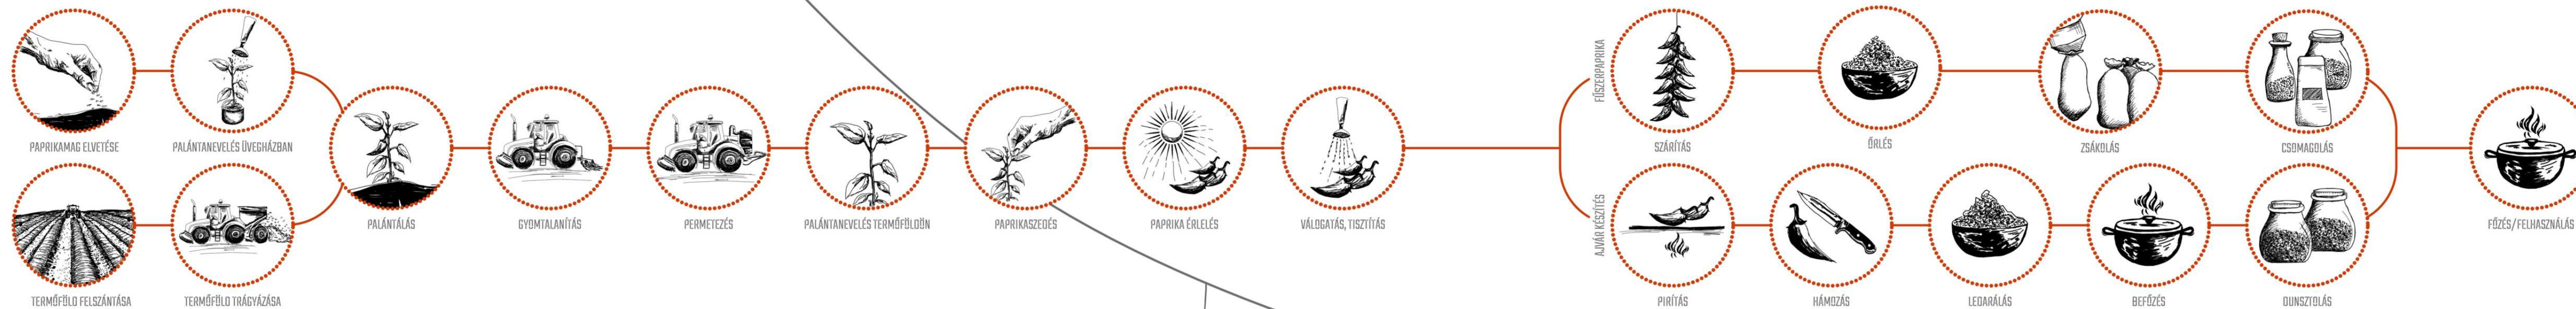 PAPRIKAMAG ELVETÉSE
PALÁNTANEVELÉS ÜVEGHÁZBAN
TERMŐFÖLD FELSZÁNTÁSA
TERMŐFÖLD TRÁGYÁZÁSA
PALÁNTÁLÁS
GYOMTALANÍTÁS
PERMETEZÉS
PALÁNTANEVELÉS TERMŐFÖLDÖN
PAPRIKASZEDÉS
PAPRIKA ÉRLELÉS
VÁLOGATÁS, TISZTÍTÁS
FŰSZERPAPRIKA
SZÁRÍTÁS
ŐRLÉS
ZSÁKOLÁS
CSOMAGOLÁS
AJVÁR KÉSZÍTÉS
PIRÍTÁS
HÁMOZÁS
LEDARÁLÁS
BEFŐZÉS
DUNSZTOLÁS
FŐZÉS/FELHASZNÁLÁS